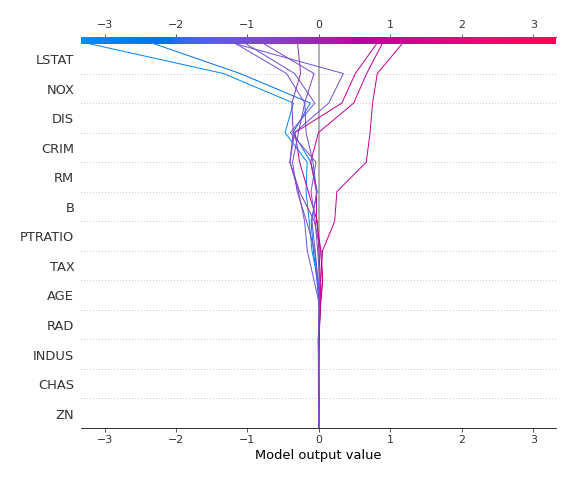 −3 −2 −1 0 1 2 3
LSTAT
NOX
DIS
CRIM
RM
B
PTRATIO
TAX
AGE
RAD
INDUS
CHAS
ZN
−3 −2 −1 0 1 2 3
Model output value